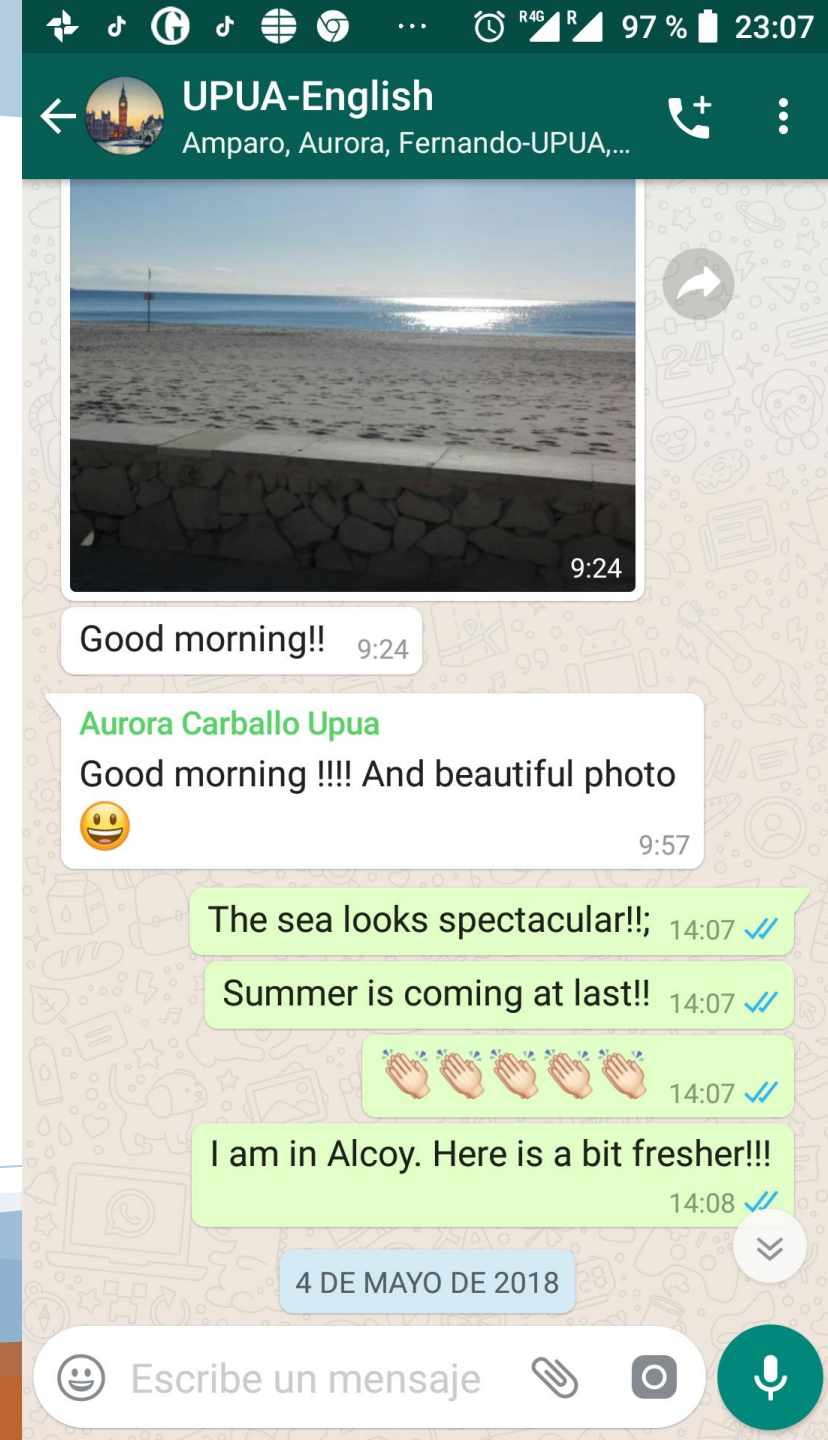 R4G R 97 % 23:07
UPUA-English
Amparo, Aurora, Fernando-UPUA,...
9:24
Good morning!! 9:24
Aurora Carballo Upua
Good morning !!!! And beautiful photo
9:57
The sea looks spectacular!!; 14:07
Summer is coming at last!! 14:07
14:07
I am in Alcoy. Here is a bit fresher!!!
14:08
4 DE MAYO DE 2018
Escribe un mensaje